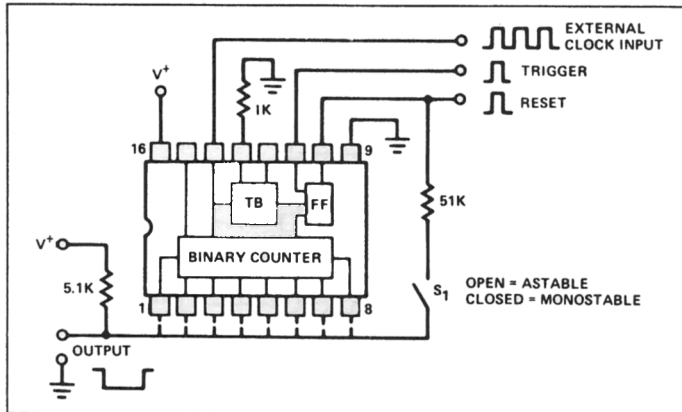 EXTERNAL
CLOCK INPUT
TRIGGER
RESET
V+
1K
16
9
TB
FF
51K
V+
BINARY COUNTER
5.1K
S1
OPEN = ASTABLE
CLOSED = MONOSTABLE
1
8
OUTPUT